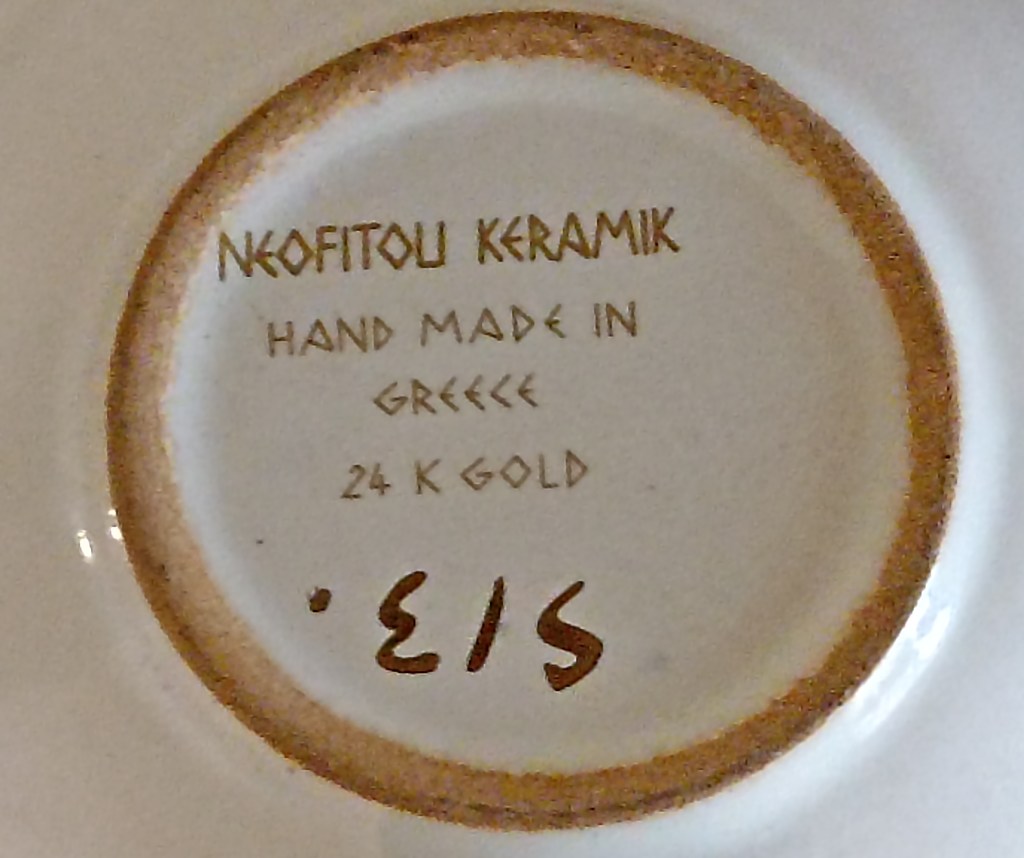 NEOFITOU KERAMIK
HAND MADE IN
GREECE
24 K GOLD